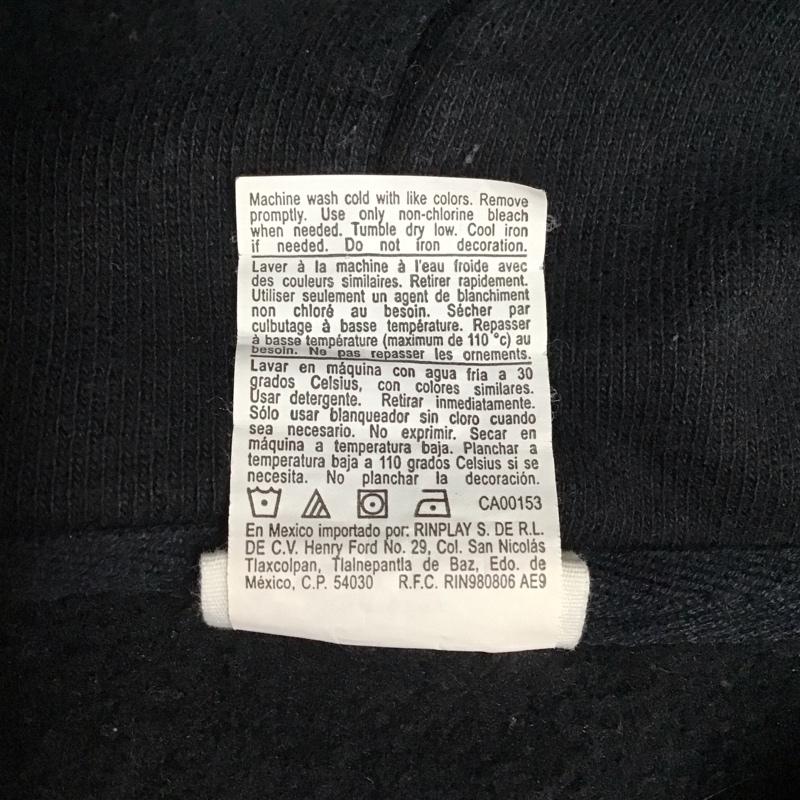 Machine wash cold with like colors. Remove
promptly. Use only non-chlorine bleach
when needed. Tumble dry low. Cool iron
if needed. Do not iron decoration.
Laver à la machine à l'eau froide avec
des couleurs similaires. Retirer rapidement.
Utiliser seulement un agent de blanchiment
non chloré au besoin. Sécher par
culbutage à basse température. Repasser
à basse température (maximum de 110 °c) au
besoin. Ne pas repasser les ornements.
Lavar en máquina con agua fría a 30
grados Celsius, con colores similares.
Usar detergente. Retirar inmediatamente.
Sólo usar blanqueador sin cloro cuando
sea necesario. No exprimir. Secar en
máquina a temperatura baja. Planchar a
temperatura baja a 110 grados Celsius si se
necesita. No planchar la decoración.
CA00153
En Mexico importado por: RINPLAY S. DE R.L.
DE C.V. Henry Ford No. 29, Col. San Nicolás
Tlaxcolpan, Tlalnepantla de Baz, Edo. de
México, C.P. 54030 R.F.C. RIN980806 AE9